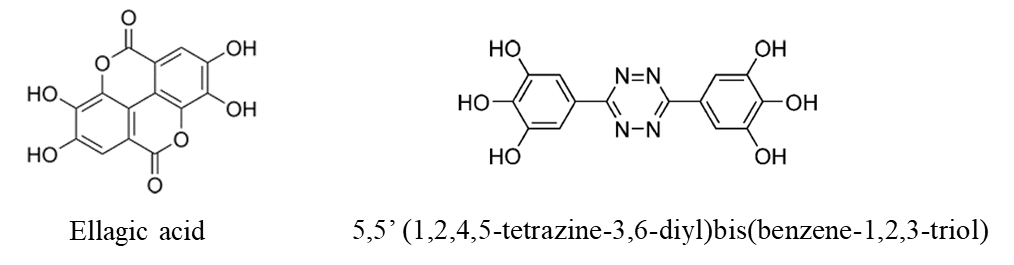 O
OH
O
HO
OH
HO
O
O
HO
HO
HO
N=N
N=N
OH
OH
OH
Ellagic acid
5,5’ (1,2,4,5-tetrazine-3,6-diyl)bis(benzene-1,2,3-triol)